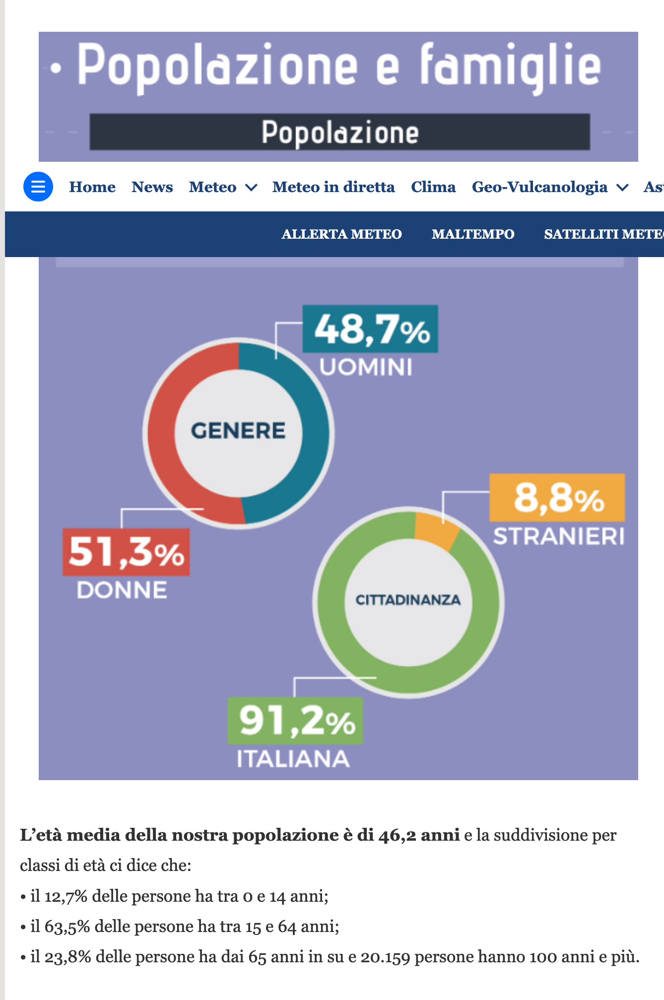 • Popolazione e famiglie
Popolazione
Home News Meteo Meteo in diretta Clima Geo-Vulcanologia
ALLERTA METEO MALTEMPO SATELLITI
48,7%
UOMINI
GENERE
8,8%
STRANIERI
51,3%
DONNE
CITTADINANZA
91,2%
ITALIANA
L’età media della nostra popolazione è di 46,2 anni e la suddivisione per
classi di età ci dice che:
• il 12,7% delle persone ha tra 0 e 14 anni;
• il 63,5% delle persone ha tra 15 e 64 anni;
• il 23,8% delle persone ha dai 65 anni in su e 20.159 persone hanno 100 anni e più.